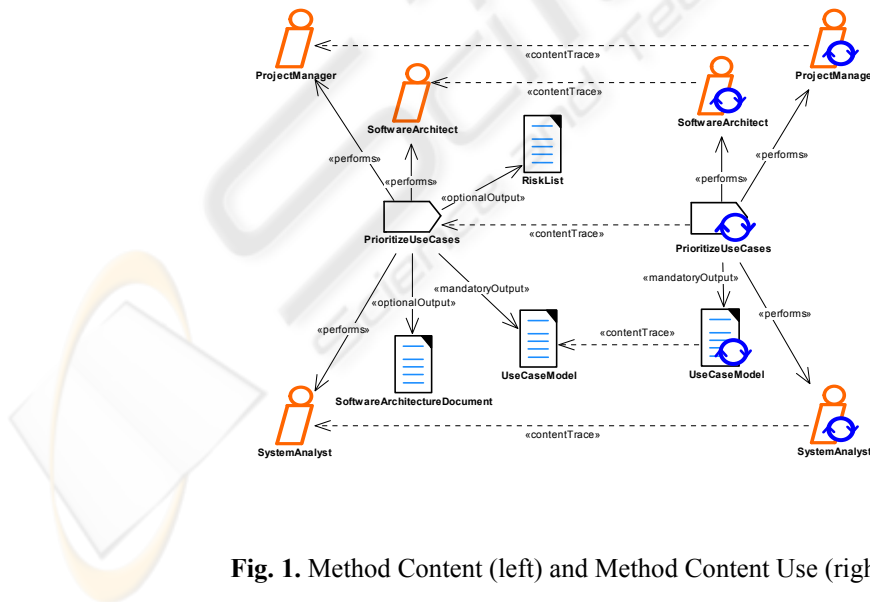 ProjectManager
«contentTrace»
ProjectManage
«contentTrace»
SoftwareArchitect
SoftwareArchitect
«performs»
«performs»
«performs»
«performs»
RiskList
«optionalOutput»
PrioritizeUseCases
«contentTrace»
PrioritizeUseCases
«mandatoryOutput»
«mandatoryOutput»
«optionalOutput»
«performs»
«performs»
«contentTrace»
UseCaseModel
UseCaseModel
SoftwareArchitectureDocument
«contentTrace»
SystemAnalyst
SystemAnalyst
Fig. 1. Method Content (left) and Method Content Use (righ